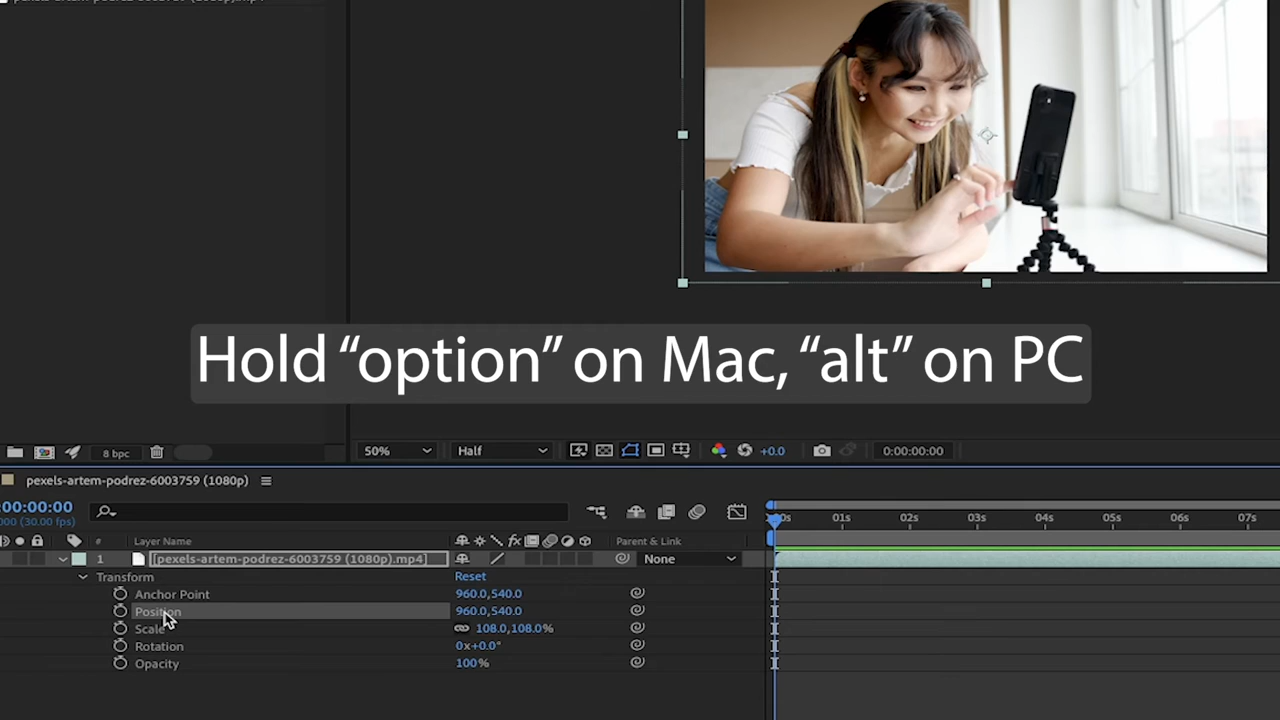 Hold “option” on Mac, “alt” on PC
8 bpc
50%
Half
+0.0
0:00:00:00
pexels-artem-podrez-6003759 (1080p)
:00:00:00
000 (30.00 fps)
# Layer Name
fx
Parent & Link
:00s 01s 02s 03s 04s 05s 06s 07s
1 [pexels-artem-podrez-6003759 (1080p).mp4]
None
Transform
Reset
Anchor Point
960.0,540.0
Position
960.0,540.0
Scale
108.0,108.0%
Rotation
0x+0.0°
Opacity
100%